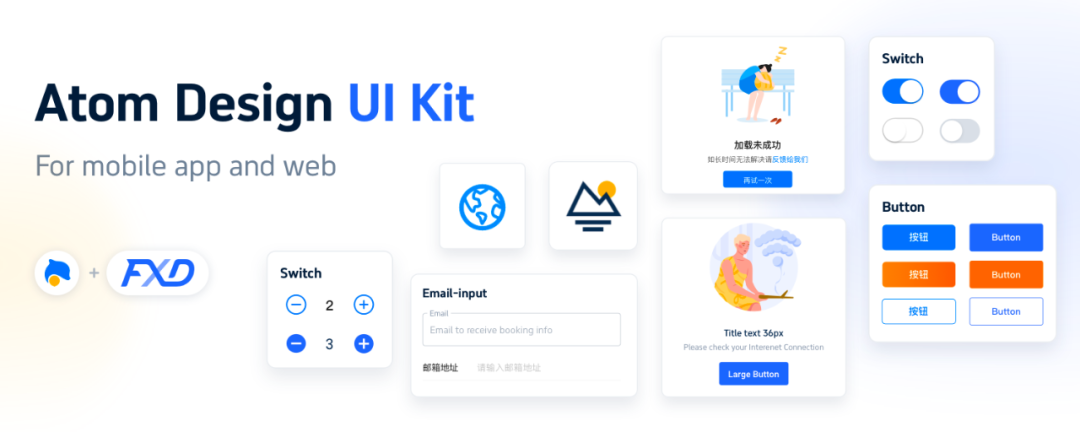 Atom Design UI Kit
For mobile app and web
+ FXD
Switch
2
3
Email-input
Email
Email to receive booking info
邮箱地址 请输入邮箱地址
加载未成功
如长时间无法解决请反馈给我们
再试一次
Title text 36px
Please check your Interenet Connection
Large Button
Switch
Button
按钮 Button
按钮 Button
按钮 Button